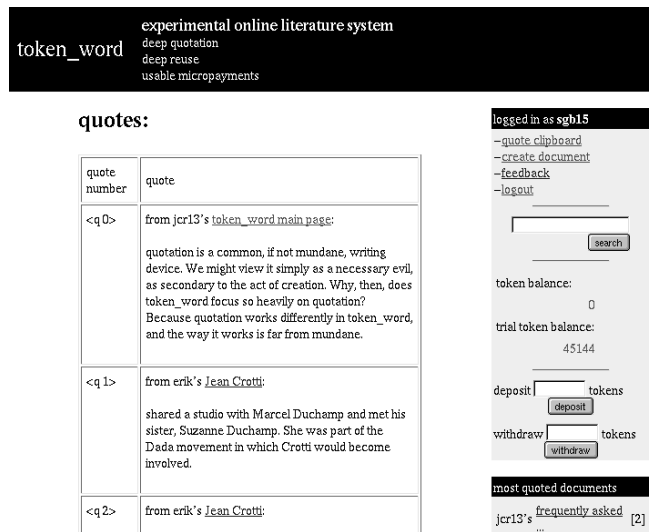 token_word
experimental online literature system
deep quotation
deep reuse
usable micropayments
quotes:
quote number
quote
<q 0>
from jcr13's token_word main page:
quotation is a common, if not mundane, writing
device. We might view it simply as a necessary evil,
as secondary to the act of creation. Why, then, does
token_word focus so heavily on quotation?
Because quotation works differently in token_word,
and the way it works is far from mundane.
<q 1>
from erik's Jean Crotti:
shared a studio with Marcel Duchamp and met his
sister, Suzanne Duchamp. She was part of the
Dada movement in which Crotti would become
involved.
<q 2>
from erik's Jean Crotti:
logged in as sgb15
–quote clipboard
–create document
–feedback
–logout
search
token balance:
0
trial token balance:
45144
deposit tokens
deposit
withdraw tokens
withdraw
most quoted documents
jcr13's frequently asked ... [2]